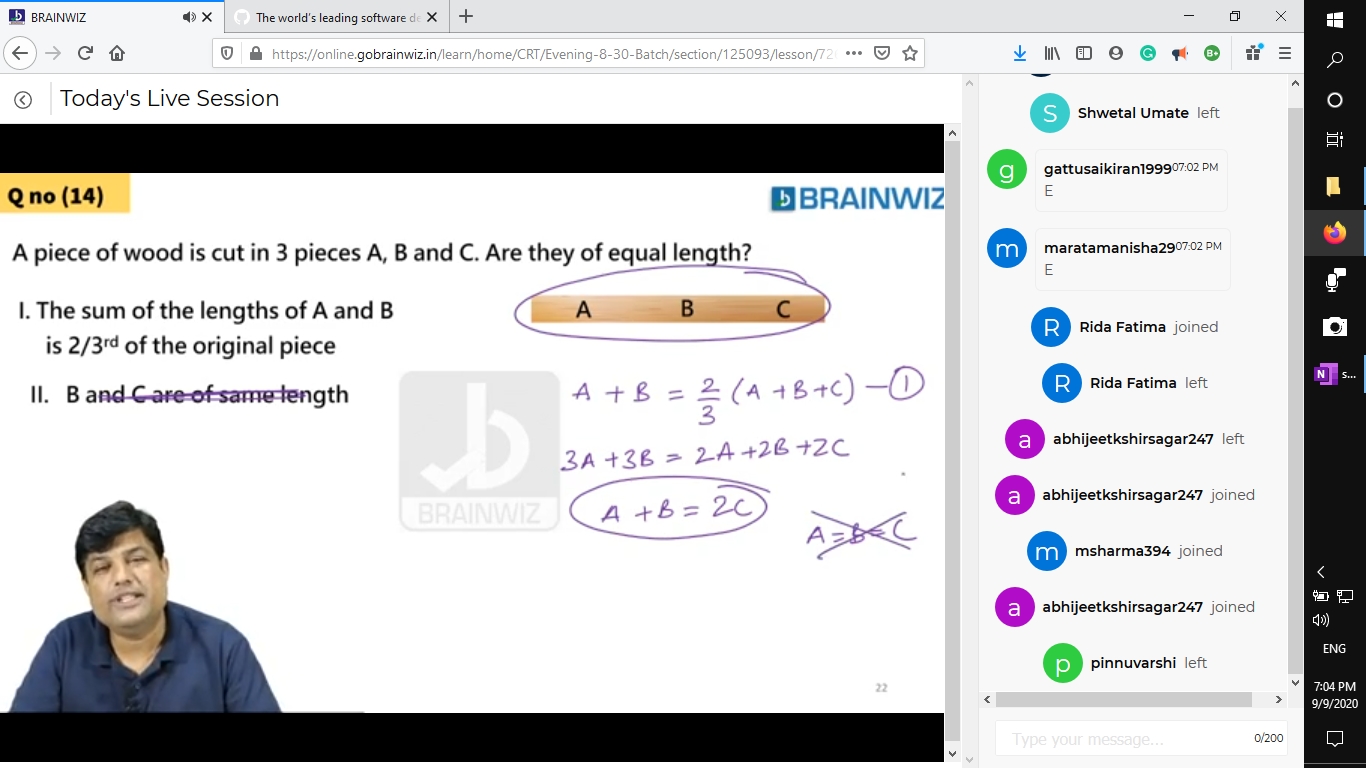 BRAINWIZ
The world's leading software de
https://online.gobrainwiz.in/learn/home/CRT/Evening-8-30-Batch/section/125093/lesson/72
Today's Live Session
Q no (14)
BRAINWIZ
A piece of wood is cut in 3 pieces A, B and C. Are they of equal length?
A B C
I. The sum of the lengths of A and B
is 2/3rd of the original piece
II. B and C are of same length
A + B = 2/3 (A + B + C) — 1
3A + 3B = 2A + 2B + 2C
A + B = 2C
A = B = C
BRAINWIZ
22
S Shwetal Umate left
g gattusaikiran1999 07:02 PM
E
m maratamanisha29 07:02 PM
E
R Rida Fatima joined
R Rida Fatima left
a abhijeetkshirsagar247 left
a abhijeetkshirsagar247 joined
m msharma394 joined
a abhijeetkshirsagar247 joined
p pinnuvarshi left
Type your message...
0/200
B+
N s...
ENG
7:04 PM
9/9/2020